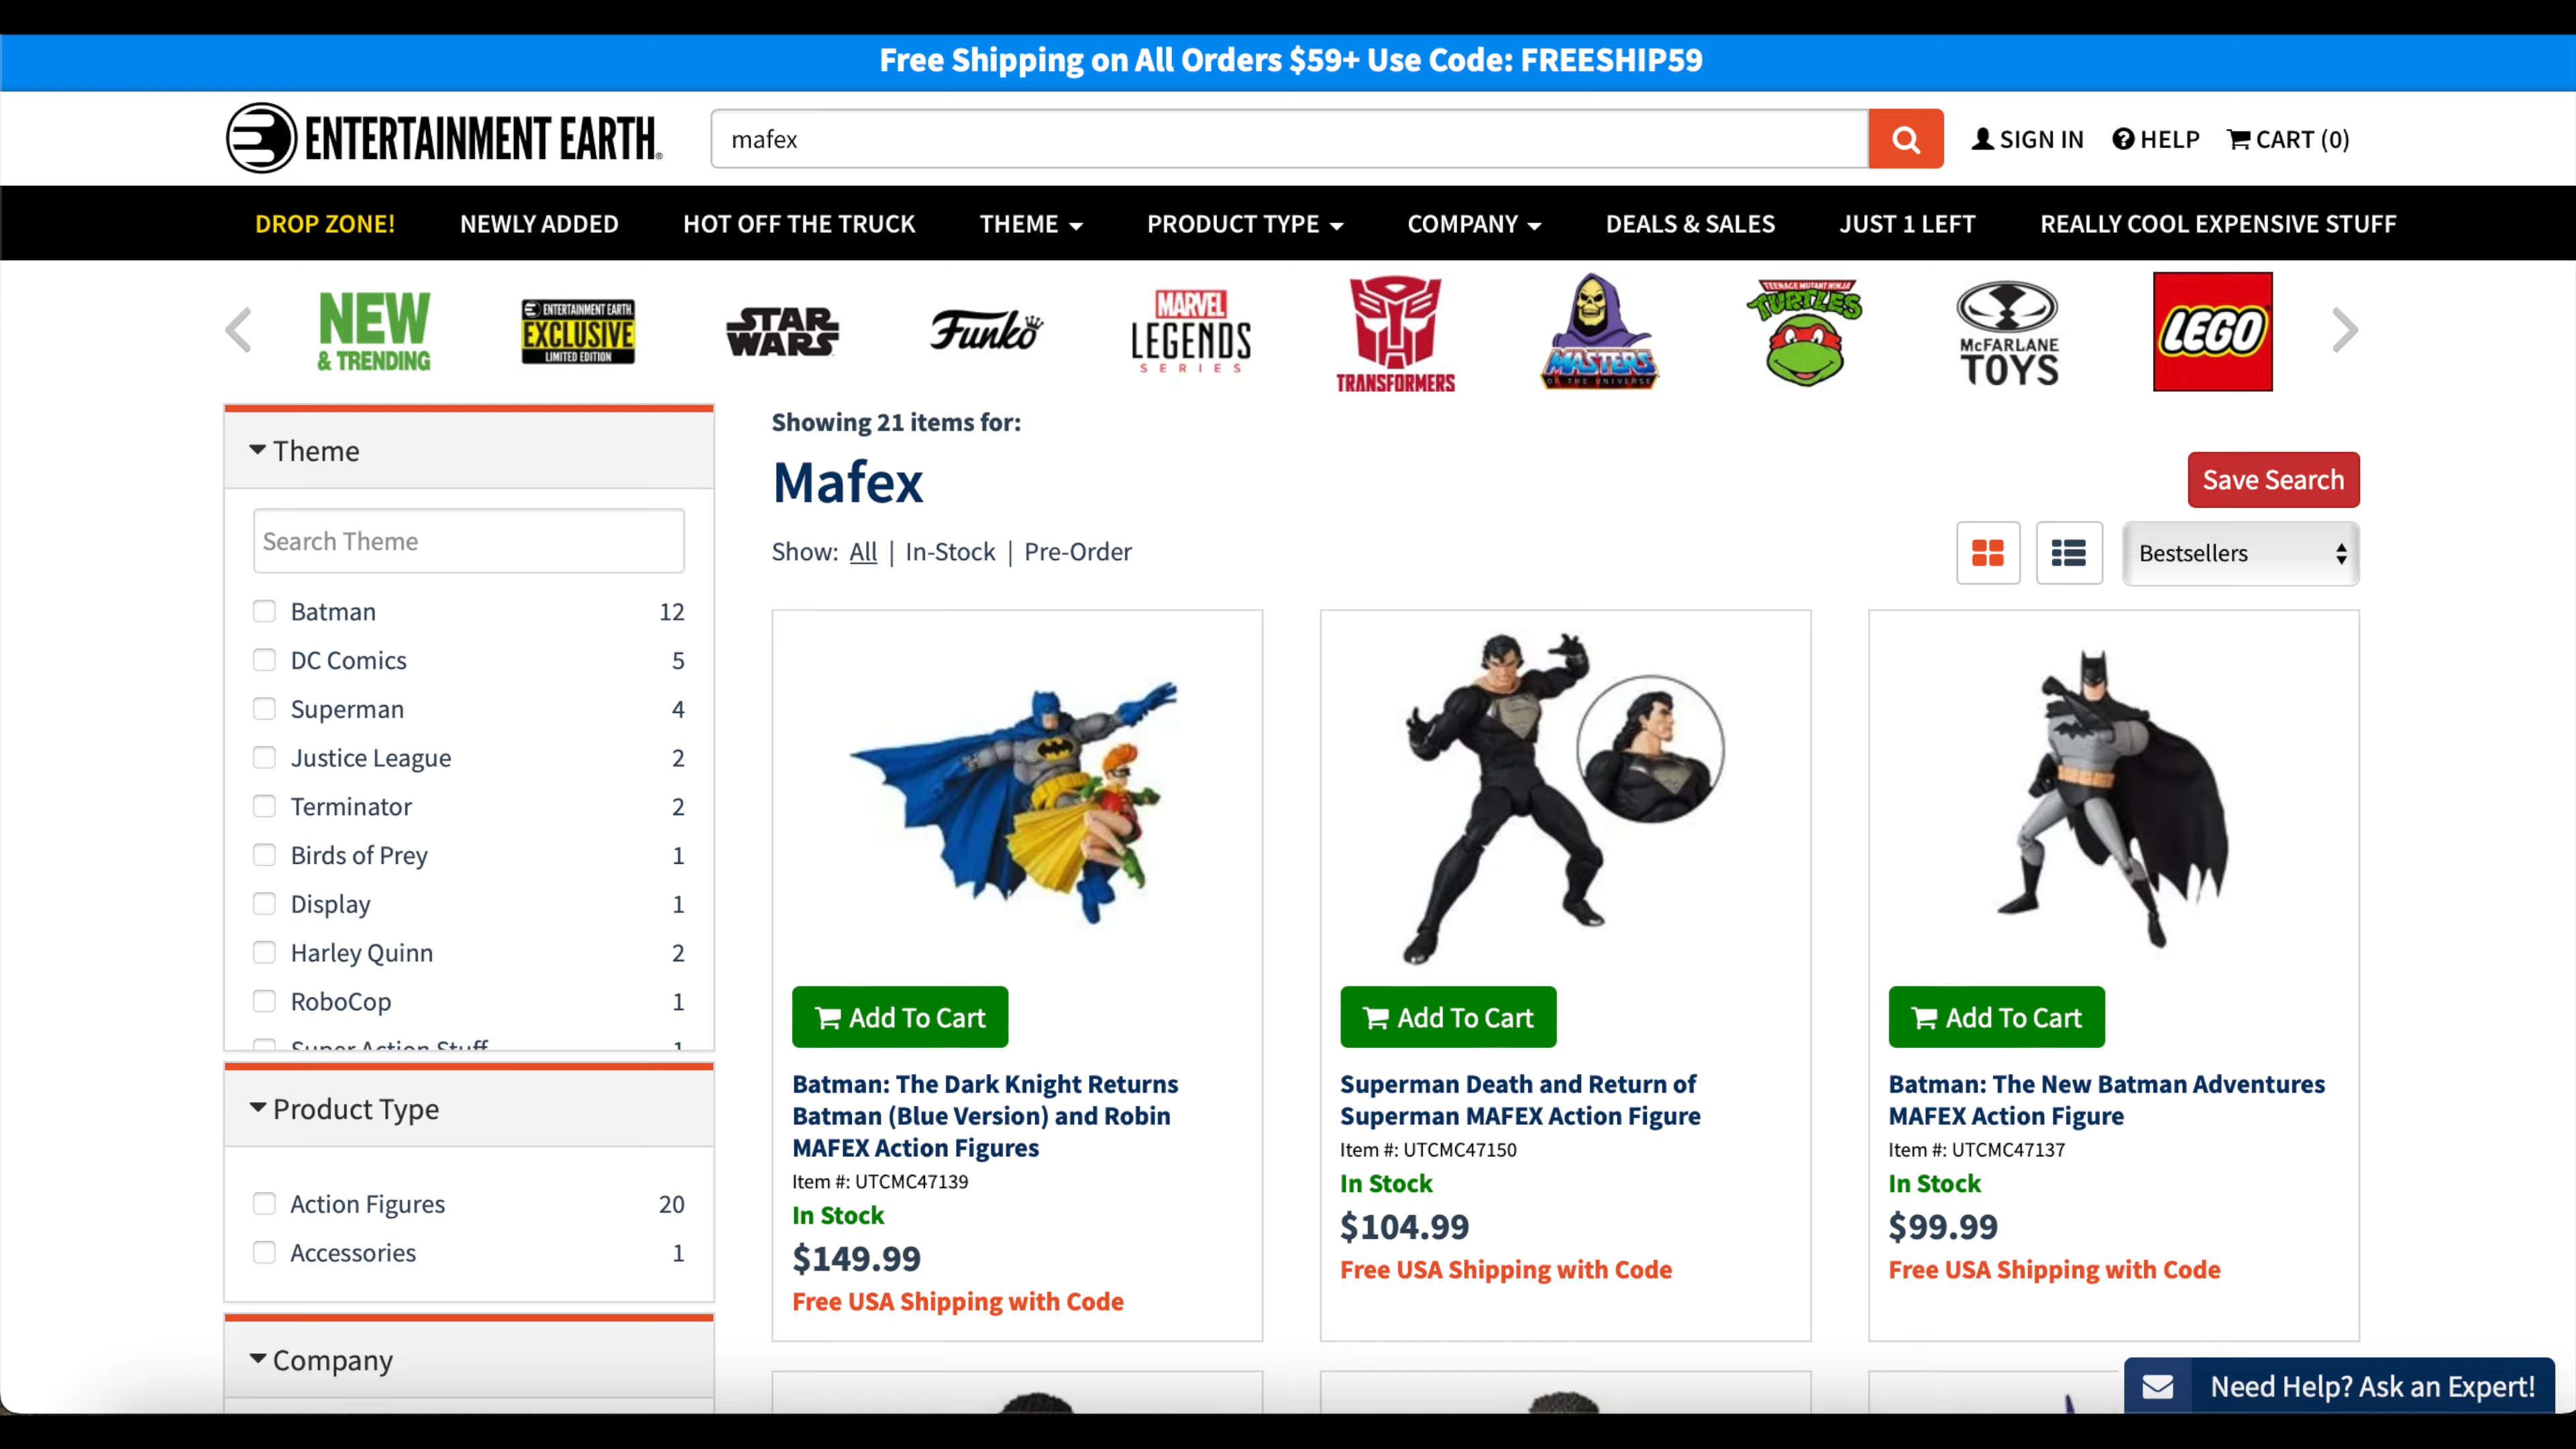 Free Shipping on All Orders $59+ Use Code: FREESHIP59
ENTERTAINMENT EARTH®
mafex
SIGN IN
HELP
CART (0)
DROP ZONE!
NEWLY ADDED
HOT OFF THE TRUCK
THEME
PRODUCT TYPE
COMPANY
DEALS & SALES
JUST 1 LEFT
REALLY COOL EXPENSIVE STUFF
NEW
& TRENDING
ENTERTAINMENT EARTH
EXCLUSIVE
LIMITED EDITION
STAR
WARS
Funko
MARVEL
LEGENDS
SERIES
TRANSFORMERS
MASTERS
OF THE UNIVERSE
TEENAGE MUTANT NINJA
TURTLES
McFARLANE
TOYS
LEGO
Theme
Search Theme
Batman 12
DC Comics 5
Superman 4
Justice League 2
Terminator 2
Birds of Prey 1
Display 1
Harley Quinn 2
RoboCop 1
Super Action Stuff 1
Product Type
Action Figures 20
Accessories 1
Company
Showing 21 items for:
Mafex
Save Search
Show: All | In-Stock | Pre-Order
Bestsellers
Add To Cart
Batman: The Dark Knight Returns
Batman (Blue Version) and Robin
MAFEX Action Figures
Item #: UTCMC47139
In Stock
$149.99
Free USA Shipping with Code
Add To Cart
Superman Death and Return of
Superman MAFEX Action Figure
Item #: UTCMC47150
In Stock
$104.99
Free USA Shipping with Code
Add To Cart
Batman: The New Batman Adventures
MAFEX Action Figure
Item #: UTCMC47137
In Stock
$99.99
Free USA Shipping with Code
Need Help? Ask an Expert!